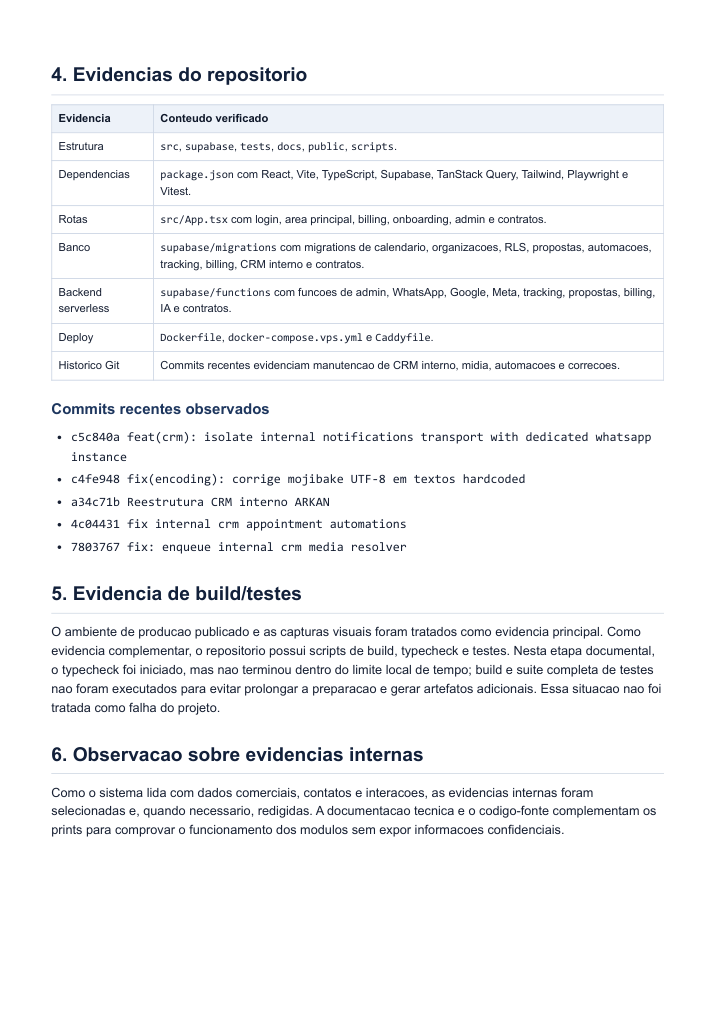 4. Evidencias do repositorio
Evidencia Conteudo verificado
Estrutura src, supabase, tests, docs, public, scripts.
Dependencias package.json com React, Vite, TypeScript, Supabase, TanStack Query, Tailwind, Playwright e
Vitest.
Rotas src/App.tsx com login, area principal, billing, onboarding, admin e contratos.
Banco supabase/migrations com migrations de calendario, organizacoes, RLS, propostas, automacoes,
tracking, billing, CRM interno e contratos.
Backend supabase/functions com funcoes de admin, WhatsApp, Google, Meta, tracking, propostas, billing,
serverless IA e contratos.
Deploy Dockerfile, docker-compose.vps.yml e Caddyfile.
Historico Git Commits recentes evidenciam manutencao de CRM interno, midia, automacoes e correcoes.
Commits recentes observados
• c5c840a feat(crm): isolate internal notifications transport with dedicated whatsapp
instance
• c4fe948 fix(encoding): corrige mojibake UTF-8 em textos hardcoded
• a34c71b Reestrutura CRM interno ARKAN
• 4c04431 fix internal crm appointment automations
• 7803767 fix: enqueue internal crm media resolver
5. Evidencia de build/testes
O ambiente de producao publicado e as capturas visuais foram tratados como evidencia principal. Como
evidencia complementar, o repositorio possui scripts de build, typecheck e testes. Nesta etapa documental,
o typecheck foi iniciado, mas nao terminou dentro do limite local de tempo; build e suite completa de testes
nao foram executados para evitar prolongar a preparacao e gerar artefatos adicionais. Essa situacao nao foi
tratada como falha do projeto.
6. Observacao sobre evidencias internas
Como o sistema lida com dados comerciais, contatos e interacoes, as evidencias internas foram
selecionadas e, quando necessario, redigidas. A documentacao tecnica e o codigo-fonte complementam os
prints para comprovar o funcionamento dos modulos sem expor informacoes confidenciais.